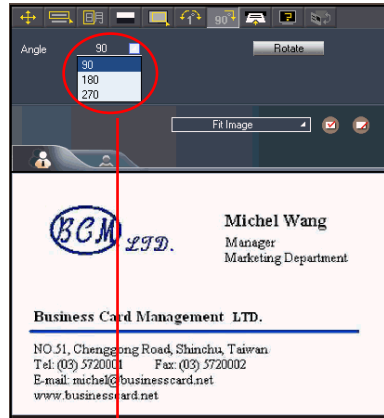 90
Angle 90 Rotate
90
180
270
Fit Image
BCM LTD.
Michel Wang
Manager
Marketing Department
Business Card Management LTD.
NO.51, Chenggong Road, Shinchu, Taiwan
Tel: (03) 5720001 Fax: (03) 5720002
E-mail: michel@businesscard.net
www.businesscard.net